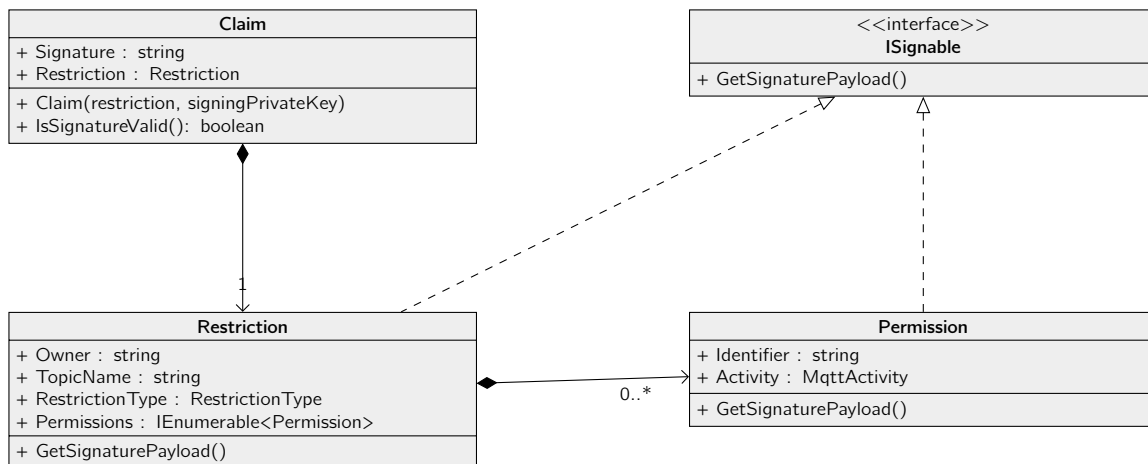 Claim
+ Signature : string
+ Restriction : Restriction
+ Claim(restriction, signingPrivateKey)
+ IsSignatureValid(): boolean
<<interface>>
ISignable
+ GetSignaturePayload()
1
Restriction
+ Owner : string
+ TopicName : string
+ RestrictionType : RestrictionType
+ Permissions : IEnumerable<Permission>
+ GetSignaturePayload()
0..*
Permission
+ Identifier : string
+ Activity : MqttActivity
+ GetSignaturePayload()